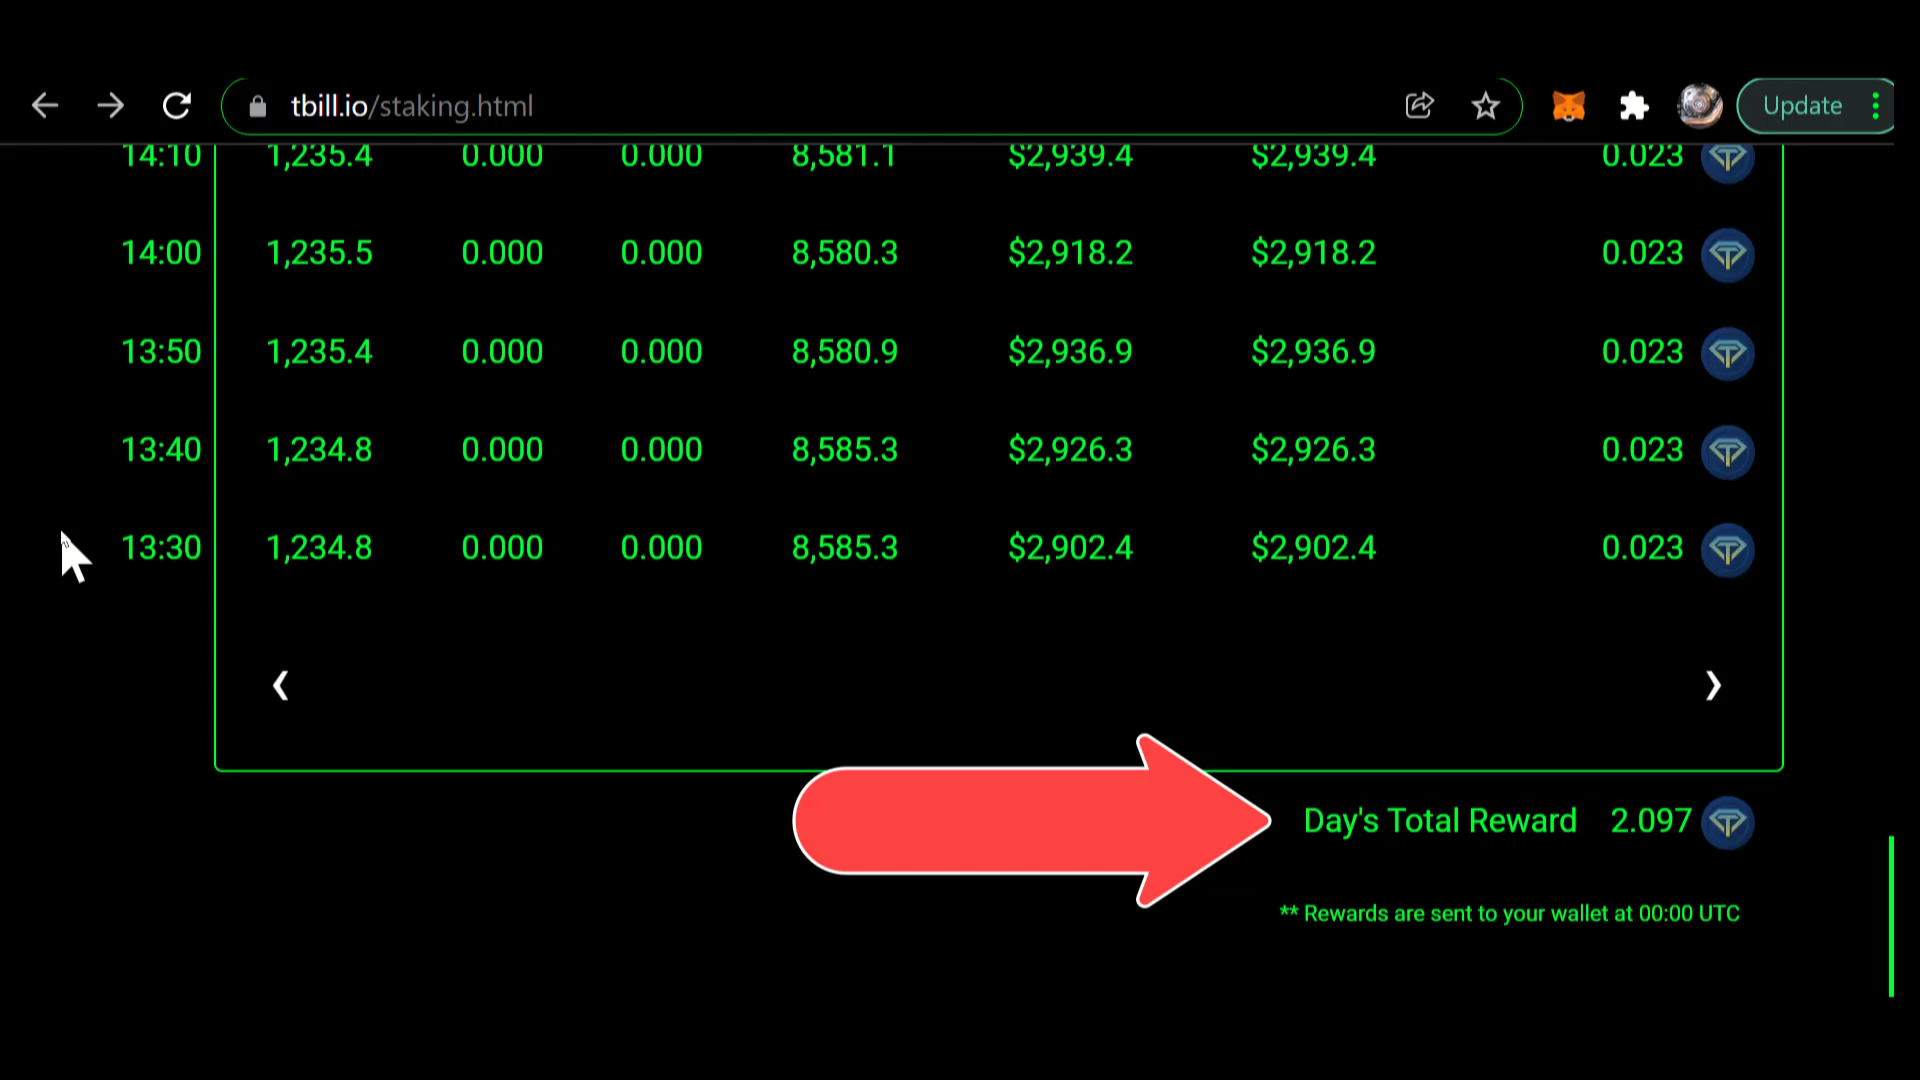 tbill.io/staking.html
Update
14:10 1,235.4 0.000 0.000 8,581.1 $2,939.4 $2,939.4 0.023
14:00 1,235.5 0.000 0.000 8,580.3 $2,918.2 $2,918.2 0.023
13:50 1,235.4 0.000 0.000 8,580.9 $2,936.9 $2,936.9 0.023
13:40 1,234.8 0.000 0.000 8,585.3 $2,926.3 $2,926.3 0.023
13:30 1,234.8 0.000 0.000 8,585.3 $2,902.4 $2,902.4 0.023
Day's Total Reward 2.097
** Rewards are sent to your wallet at 00:00 UTC